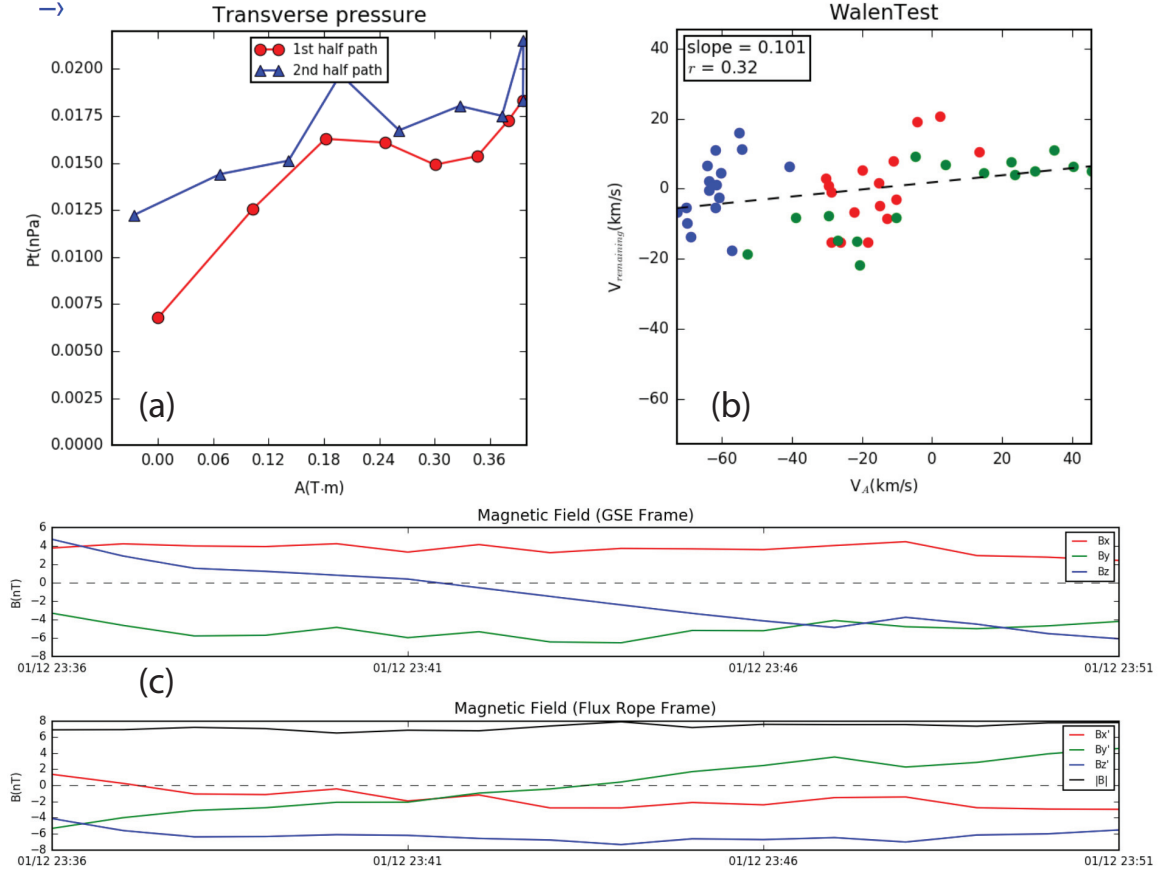 Transverse pressure
1st half path
2nd half path
0.0200
0.0175
0.0150
0.0125
0.0100
0.0075
0.0050
0.0025
0.0000
Pt(nPa)
0.00 0.06 0.12 0.18 0.24 0.30 0.36
A(T·m)
(a)
WalenTest
slope = 0.101
r = 0.32
40
20
0
−20
−40
−60
V_remaining(km/s)
−60 −40 −20 0 20 40
V_A(km/s)
(b)
Magnetic Field (GSE Frame)
6
4
2
0
−2
−4
−6
−8
B(nT)
Bx
By
Bz
01/12 23:36 01/12 23:41 01/12 23:46 01/12 23:51
(c)
Magnetic Field (Flux Rope Frame)
8
6
4
2
0
−2
−4
−6
−8
B(nT)
Bx'
By'
Bz'
|B|
01/12 23:36 01/12 23:41 01/12 23:46 01/12 23:51